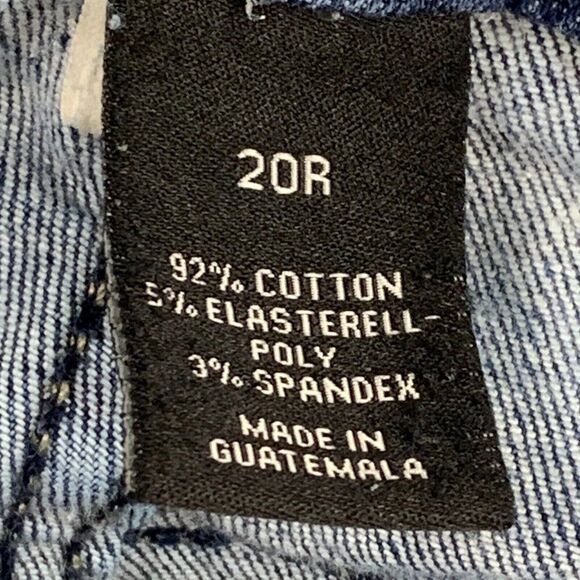 20R
92% COTTON
5% ELASTERELL-
POLY
3% SPANDEX
MADE IN
GUATEMALA